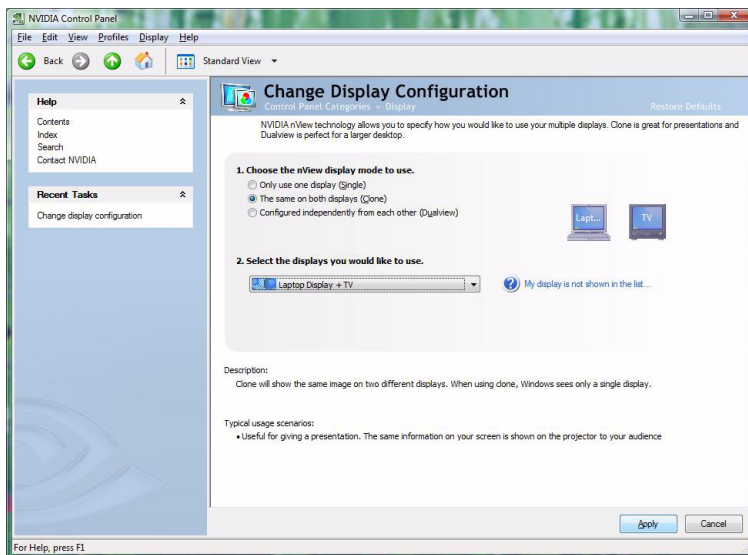 NVIDIA Control Panel
File Edit View Profiles Display Help
Back Standard View
Help
Contents
Index
Search
Contact NVIDIA
Recent Tasks
Change display configuration
Change Display Configuration
Control Panel Categories » Display
Restore Defaults
NVIDIA nView technology allows you to specify how you would like to use your multiple displays. Clone is great for presentations and
Dualview is perfect for a larger desktop.
1. Choose the nView display mode to use.
Only use one display (Single)
The same on both displays (Clone)
Configured independently from each other (Dualview)
Lapt... TV
2. Select the displays you would like to use.
Laptop Display + TV
My display is not shown in the list...
Description:
Clone will show the same image on two different displays. When using clone, Windows sees only a single display.
Typical usage scenarios:
• Useful for giving a presentation. The same information on your screen is shown on the projector to your audience
Apply Cancel
For Help, press F1